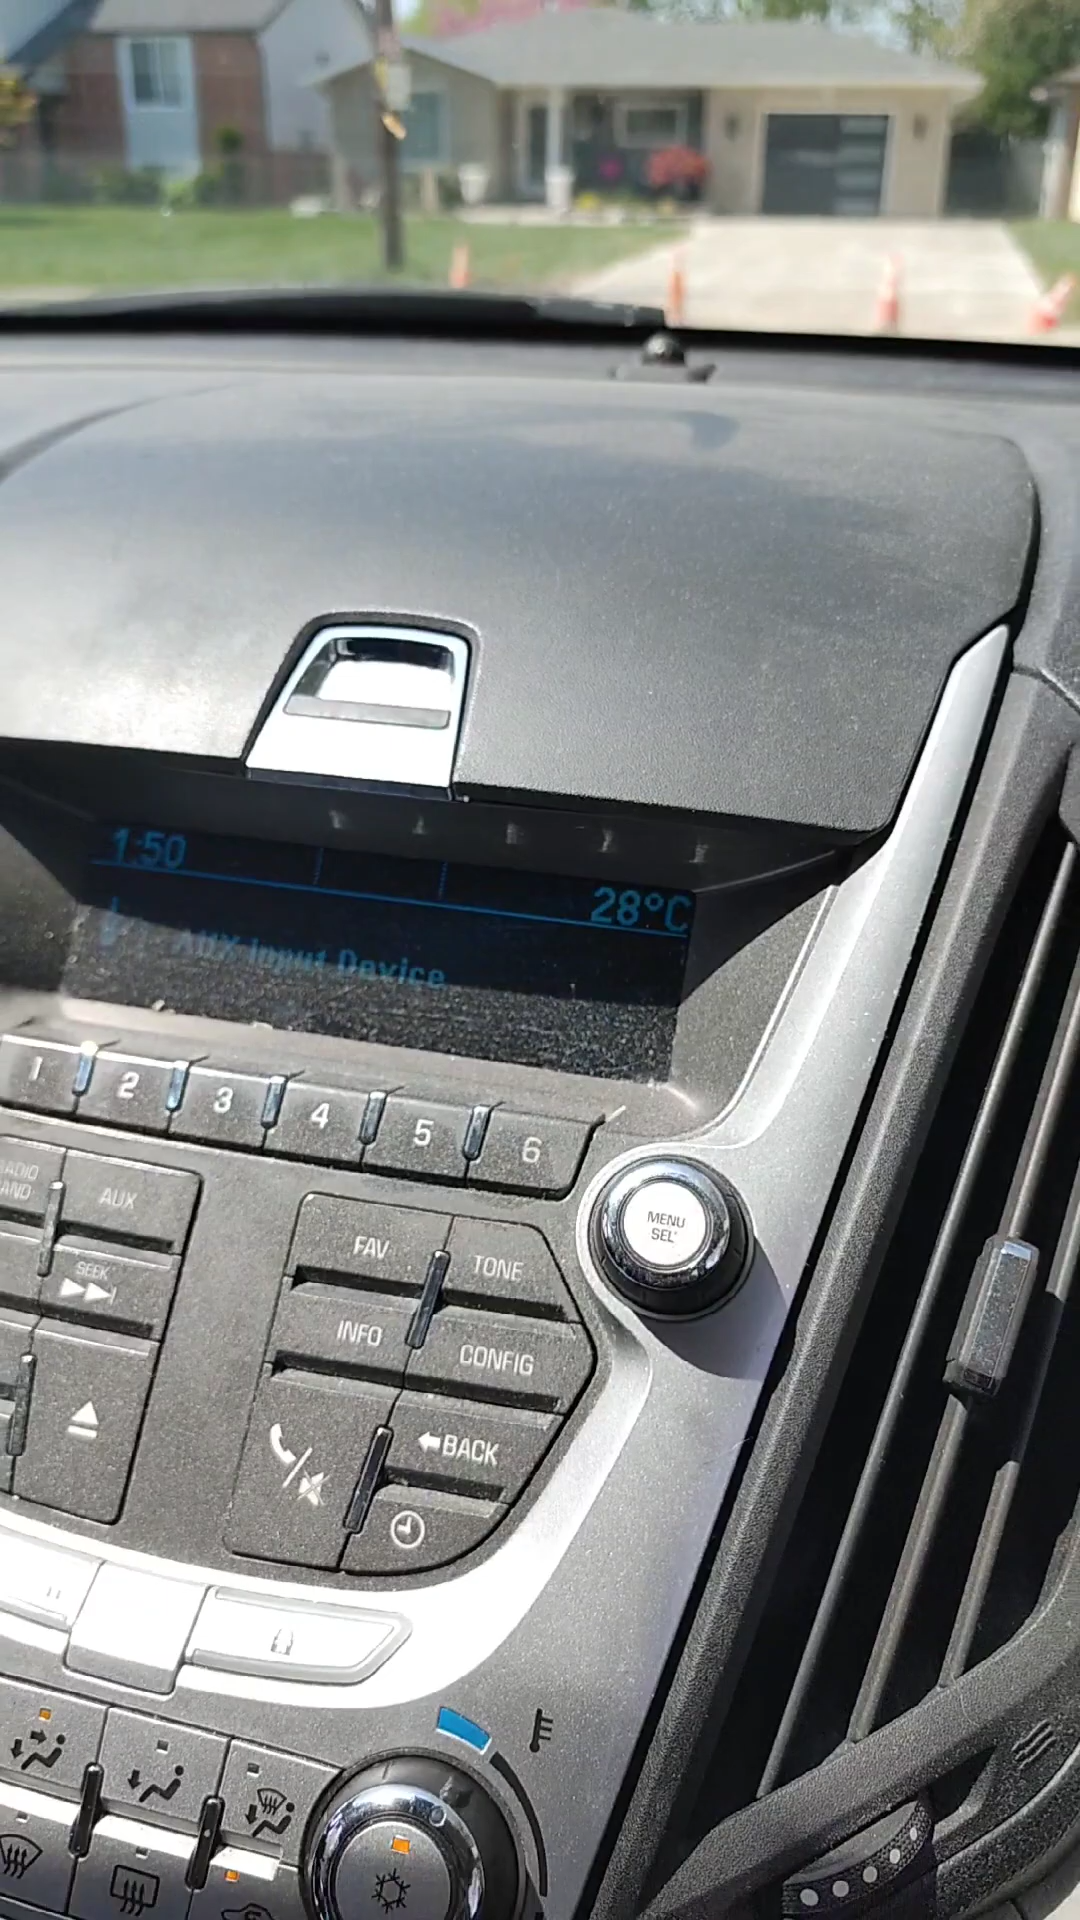 1:50
28°C
AUX Input Device
1 2 3 4 5 6
AUX
SEEK
MENU
SEL
FAV
TONE
INFO
CONFIG
BACK